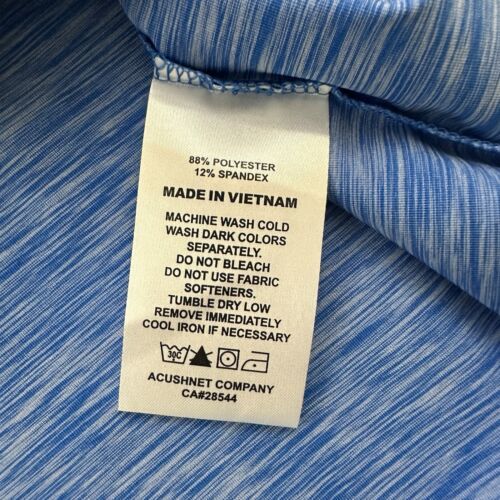 88% POLYESTER
12% SPANDEX
MADE IN VIETNAM
MACHINE WASH COLD
WASH DARK COLORS
SEPARATELY.
DO NOT BLEACH
DO NOT USE FABRIC
SOFTENERS.
TUMBLE DRY LOW
REMOVE IMMEDIATELY
COOL IRON IF NECESSARY
30C
ACUSHNET COMPANY
CA#28544